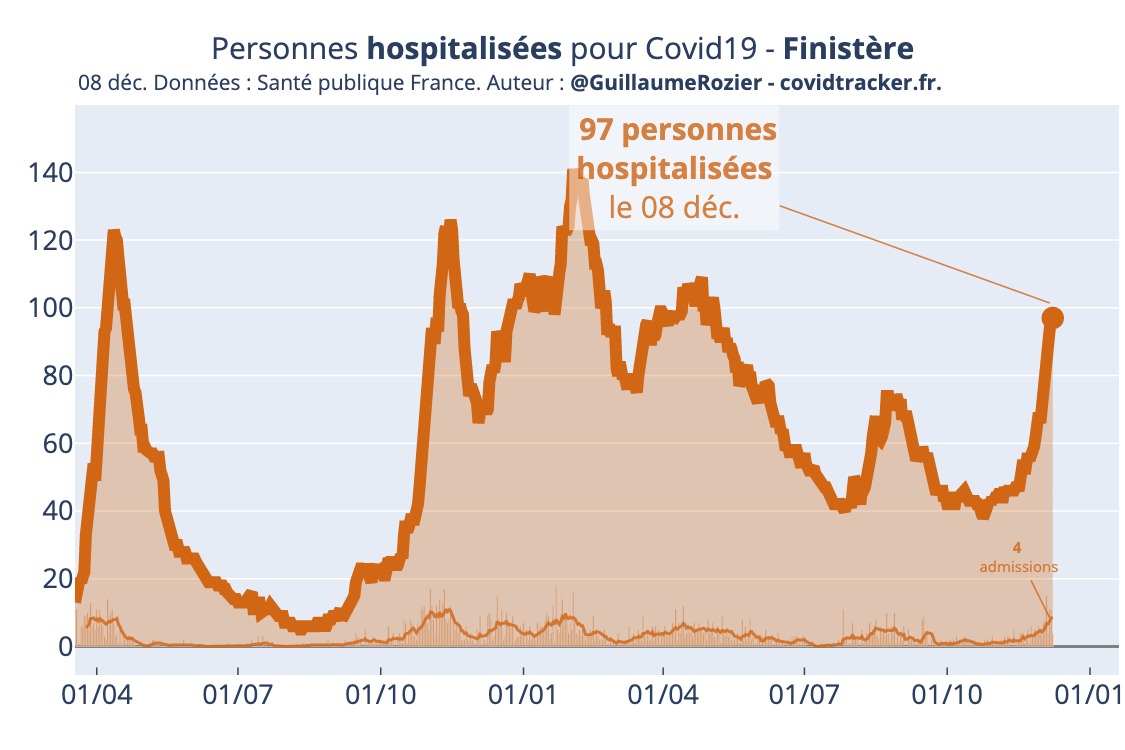 Personnes hospitalisées pour Covid19 - Finistère
08 déc. Données : Santé publique France. Auteur : @GuillaumeRozier - covidtracker.fr.
97 personnes
hospitalisées
le 08 déc.
140
120
100
80
60
40
20
0
4
admissions
01/04 01/07 01/10 01/01 01/04 01/07 01/10 01/01